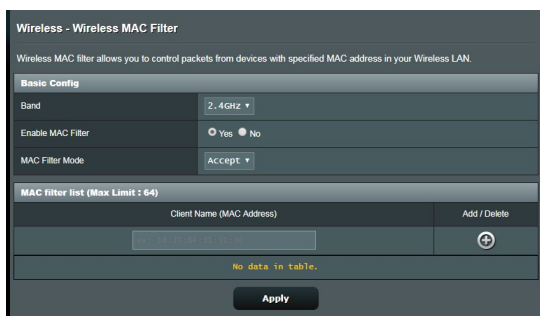 Wireless - Wireless MAC Filter
Wireless MAC filter allows you to control packets from devices with specified MAC address in your Wireless LAN.
Basic Config
Band 2.4GHz
Enable MAC Filter Yes No
MAC Filter Mode Accept
MAC filter list (Max Limit : 64)
Client Name (MAC Address) Add / Delete
No data in table.
Apply